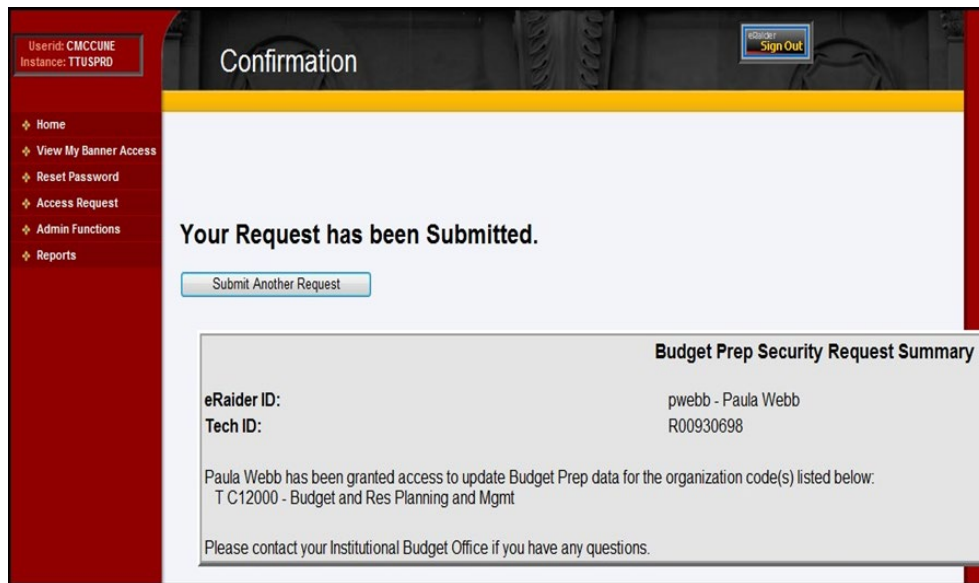 Userid: CMCCUNE
Instance: TTUSPRD
Confirmation
eRaider
Sign Out
Home
View My Banner Access
Reset Password
Access Request
Admin Functions
Reports
Your Request has been Submitted.
Submit Another Request
Budget Prep Security Request Summary
eRaider ID: pwebb - Paula Webb
Tech ID: R00930698
Paula Webb has been granted access to update Budget Prep data for the organization code(s) listed below:
T C12000 - Budget and Res Planning and Mgmt
Please contact your Institutional Budget Office if you have any questions.